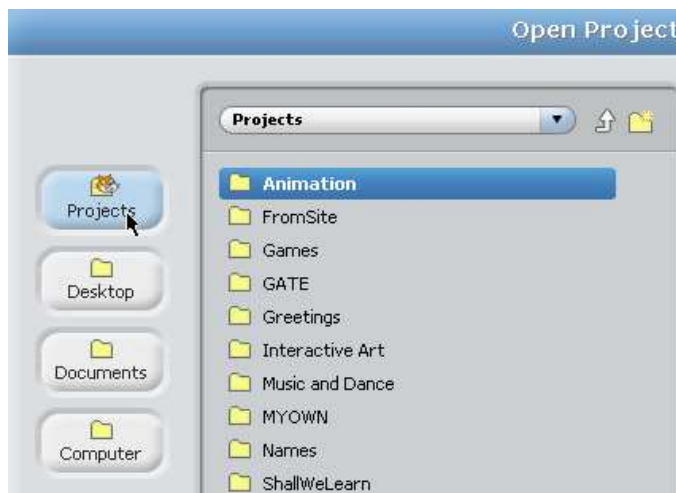 Open Project
Projects
Projects
Desktop
Documents
Computer
Animation
FromSite
Games
GATE
Greetings
Interactive Art
Music and Dance
MYOWN
Names
ShallWeLearn